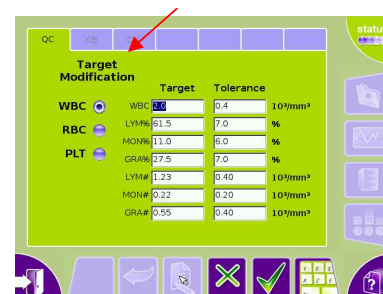 status
QC XB
Target
Modification
Target Tolerance
WBC WBC 2.0 0.4 10³/mm³
RBC LYM% 61.5 7.0 %
PLT MON% 11.0 6.0 %
GRA% 27.5 7.0 %
LYM# 1.23 0.40 10³/mm³
MON# 0.22 0.20 10³/mm³
GRA# 0.55 0.40 10³/mm³